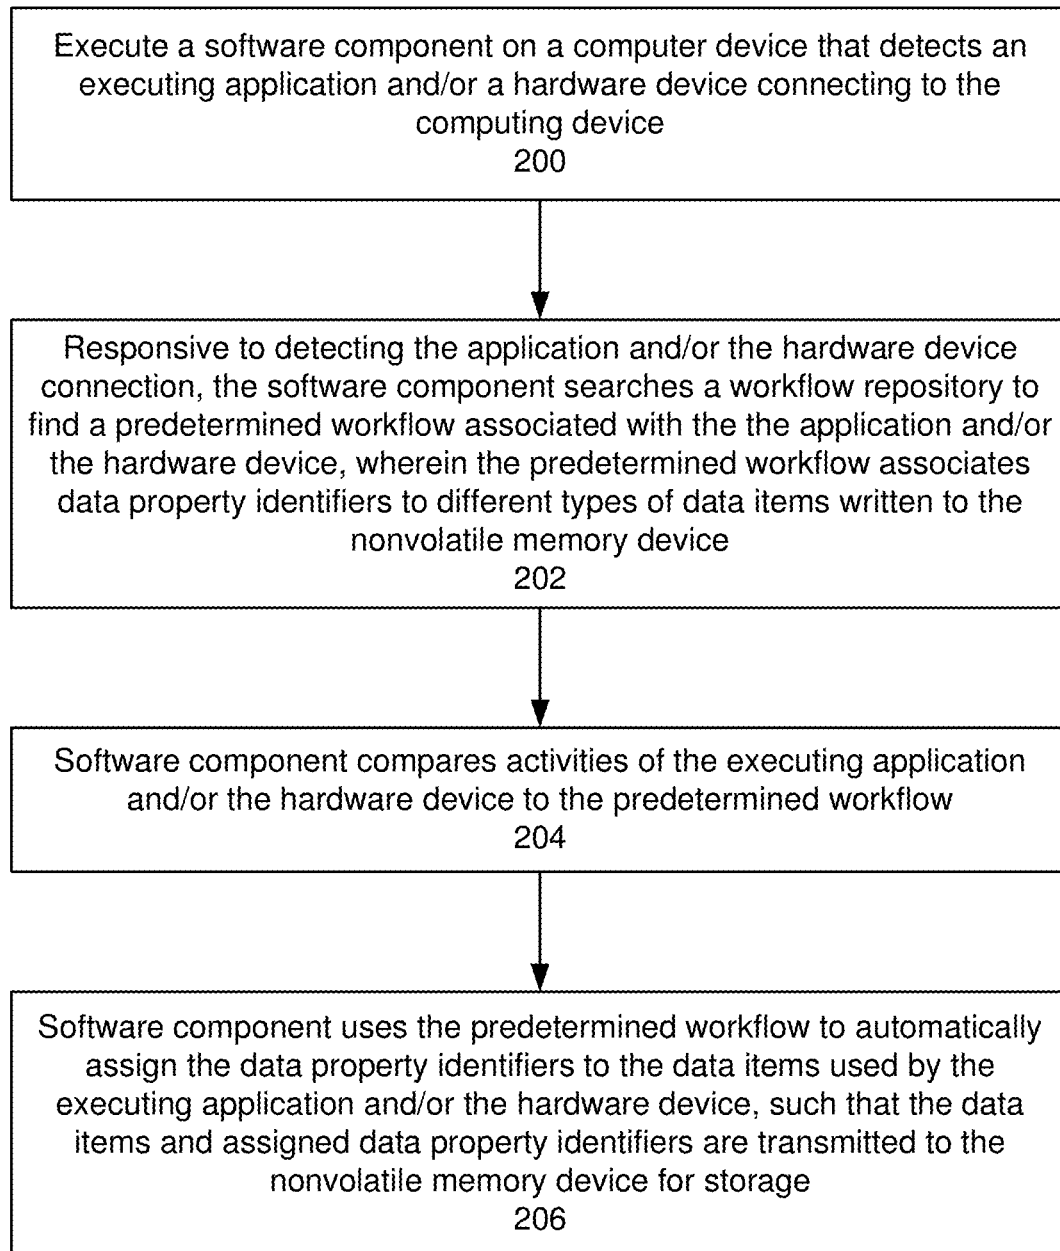 Execute a software component on a computer device that detects an
executing application and/or a hardware device connecting to the
computing device
200
Responsive to detecting the application and/or the hardware device
connection, the software component searches a workflow repository to
find a predetermined workflow associated with the the application and/or
the hardware device, wherein the predetermined workflow associates
data property identifiers to different types of data items written to the
nonvolatile memory device
202
Software component compares activities of the executing application
and/or the hardware device to the predetermined workflow
204
Software component uses the predetermined workflow to automatically
assign the data property identifiers to the data items used by the
executing application and/or the hardware device, such that the data
items and assigned data property identifiers are transmitted to the
nonvolatile memory device for storage
206